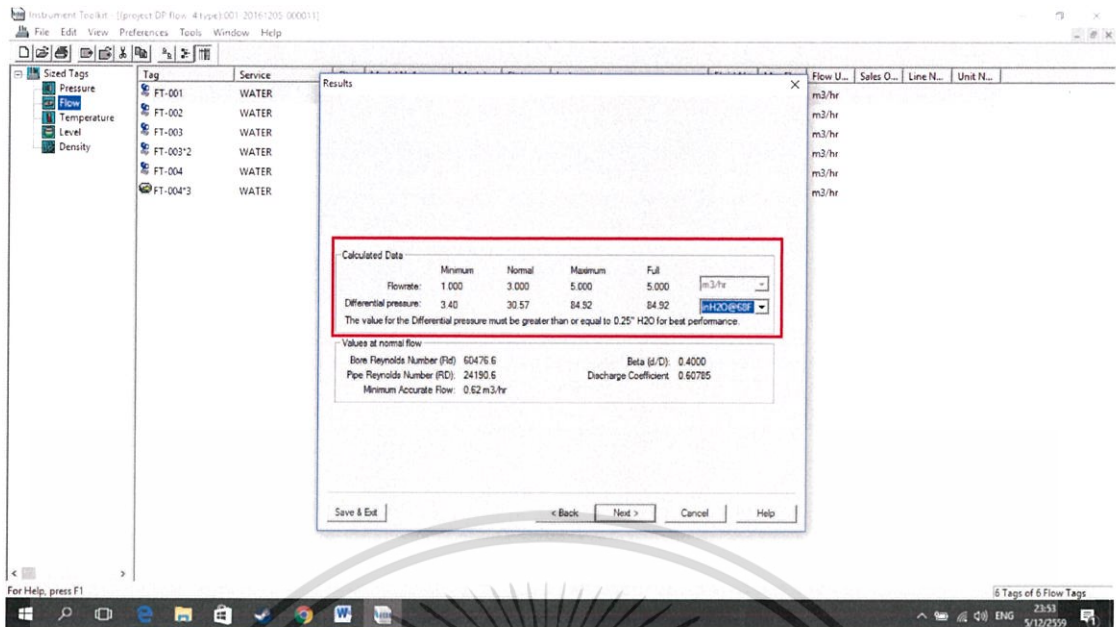 Instrument Toolkit - [(project DP flow 4 type):001-20161205-000011]
File Edit View Preferences Tools Window Help
Sized Tags
Pressure
Flow
Temperature
Level
Density
Tag Service Flow U... Sales O... Line N... Unit N...
FT-001 WATER m3/hr
FT-002 WATER m3/hr
FT-003 WATER m3/hr
FT-003*2 WATER m3/hr
FT-004 WATER m3/hr
FT-004*3 WATER m3/hr
Results
Calculated Data
Minimum Normal Maximum Full
Flowrate: 1.000 3.000 5.000 5.000 m3/hr
Differential pressure: 3.40 30.57 84.92 84.92 inH2O@68F
The value for the Differential pressure must be greater than or equal to 0.25" H2O for best performance.
Values at normal flow
Bore Reynolds Number (Rd) 60476.6 Beta (d/D): 0.4000
Pipe Reynolds Number (RD): 24190.6 Discharge Coefficient 0.60785
Minimum Accurate Flow: 0.62 m3/hr
Save & Exit < Back Next > Cancel Help
For Help, press F1 6 Tags of 6 Flow Tags
ENG 23:53
5/12/2559